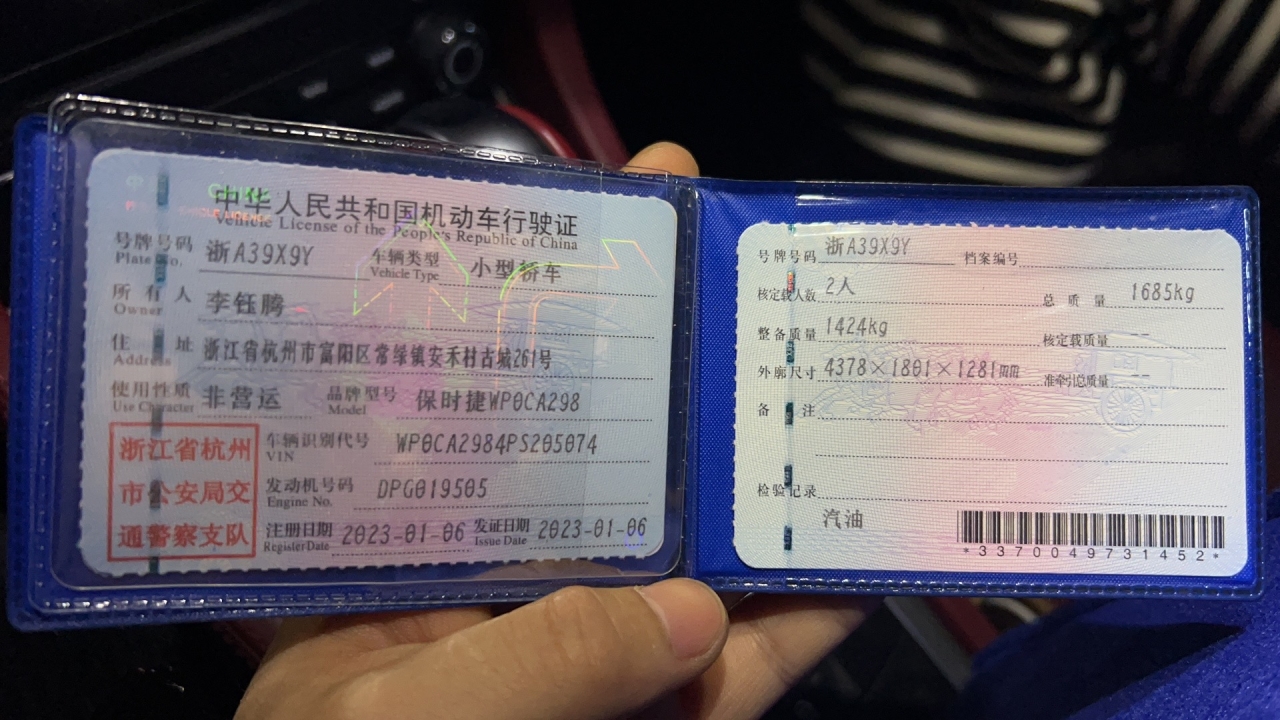 中华人民共和国机动车行驶证
Vehicle License of the People's Republic of China
号牌号码 浙A39X9Y 车辆类型 小型轿车
Plate No. Vehicle Type
所有人 李钰腾
Owner
住址 浙江省杭州市富阳区常绿镇安禾村古城261号
Address
使用性质 非营运 品牌型号 保时捷WP0CA298
Use Character Model
浙江省杭州
市公安局交
通警察支队
车辆识别代号 WP0CA2984PS205074
VIN
发动机号码 DPG019505
Engine No.
注册日期 2023-01-06 发证日期 2023-01-06
Register Date Issue Date
号牌号码 浙A39X9Y 档案编号
核定载人数 2人 总质量 1685kg
整备质量 1424kg 核定载质量 --
外廓尺寸 4378×1801×1281mm 准牵引总质量 --
备注
检验记录
汽油
*3370049731452*